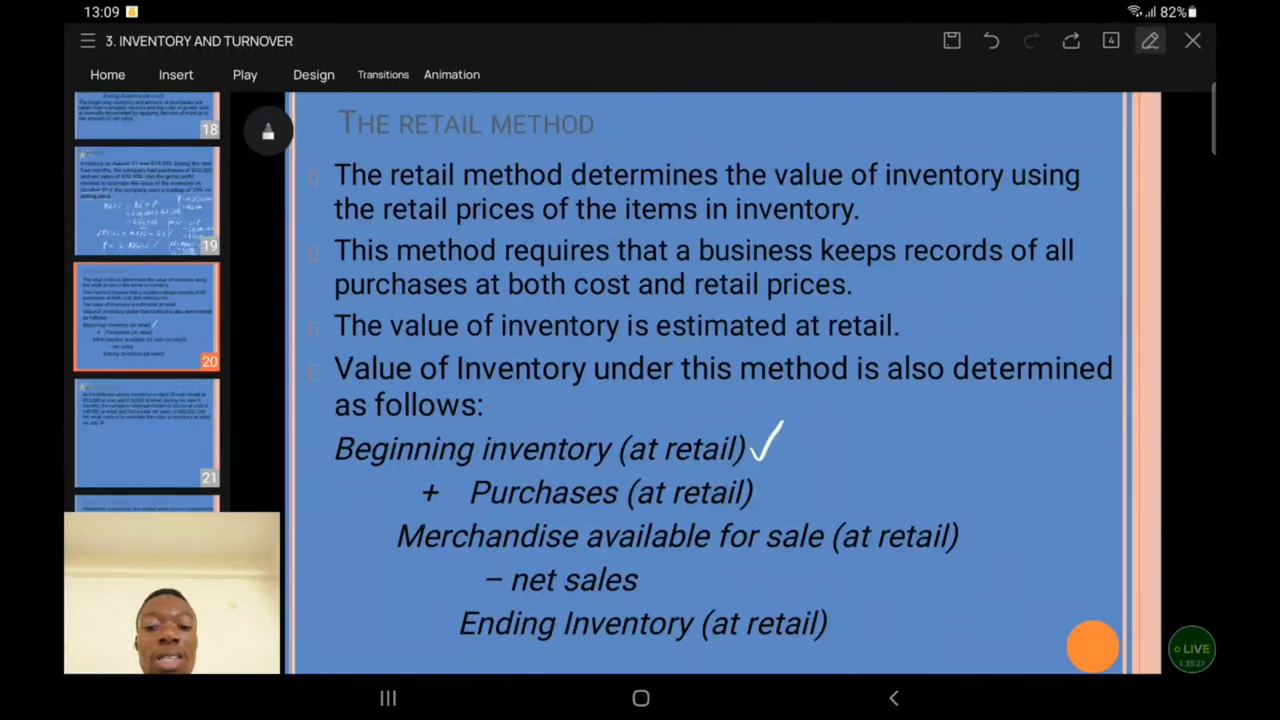 13:09
82%
3. INVENTORY AND TURNOVER
4
Home Insert Play Design Transitions Animation
18
19
20
21
THE RETAIL METHOD
The retail method determines the value of inventory using
the retail prices of the items in inventory.
This method requires that a business keeps records of all
purchases at both cost and retail prices.
The value of inventory is estimated at retail.
Value of Inventory under this method is also determined
as follows:
Beginning inventory (at retail)
+ Purchases (at retail)
Merchandise available for sale (at retail)
– net sales
Ending Inventory (at retail)
LIVE
1:35:27